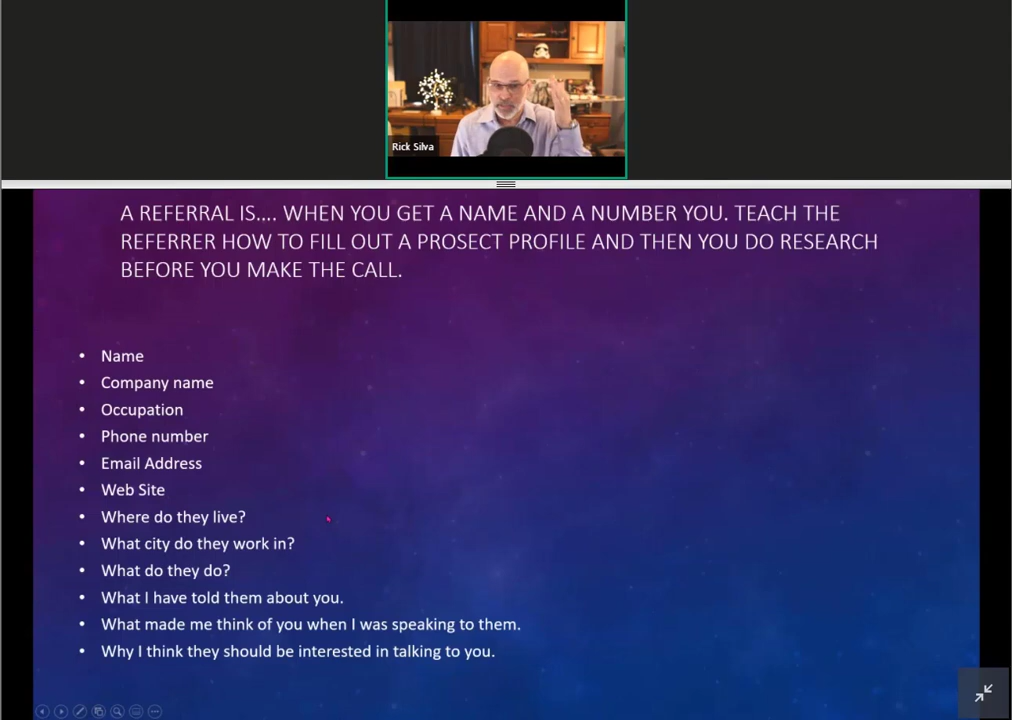 Rick Silva
A REFERRAL IS.... WHEN YOU GET A NAME AND A NUMBER YOU. TEACH THE
REFERRER HOW TO FILL OUT A PROSECT PROFILE AND THEN YOU DO RESEARCH
BEFORE YOU MAKE THE CALL.
• Name
• Company name
• Occupation
• Phone number
• Email Address
• Web Site
• Where do they live?
• What city do they work in?
• What do they do?
• What I have told them about you.
• What made me think of you when I was speaking to them.
• Why I think they should be interested in talking to you.